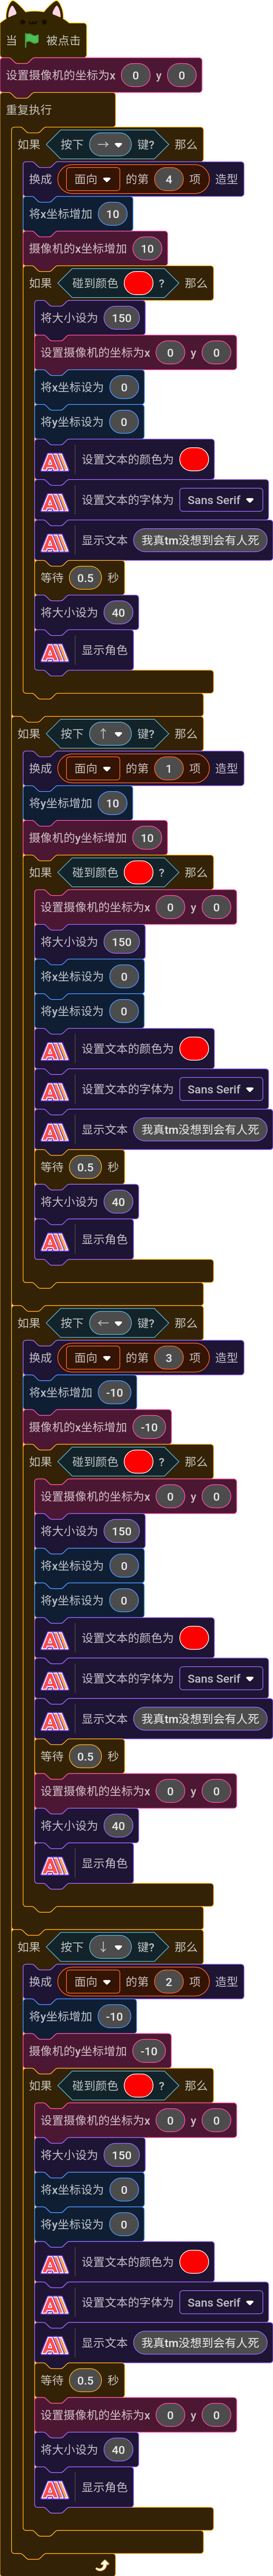 当 被点击
设置摄像机的坐标为x 0 y 0
重复执行
如果 按下 → 键? 那么
换成 面向 的第 4 项 造型
将x坐标增加 10
摄像机的x坐标增加 10
如果 碰到颜色 ? 那么
将大小设为 150
设置摄像机的坐标为x 0 y 0
将x坐标设为 0
将y坐标设为 0
设置文本的颜色为
设置文本的字体为 Sans Serif
显示文本 我真tm没想到会有人死
等待 0.5 秒
将大小设为 40
显示角色
如果 按下 ↑ 键? 那么
换成 面向 的第 1 项 造型
将y坐标增加 10
摄像机的y坐标增加 10
如果 碰到颜色 ? 那么
设置摄像机的坐标为x 0 y 0
将大小设为 150
将x坐标设为 0
将y坐标设为 0
设置文本的颜色为
设置文本的字体为 Sans Serif
显示文本 我真tm没想到会有人死
等待 0.5 秒
将大小设为 40
显示角色
如果 按下 ← 键? 那么
换成 面向 的第 3 项 造型
将x坐标增加 -10
摄像机的x坐标增加 -10
如果 碰到颜色 ? 那么
设置摄像机的坐标为x 0 y 0
将大小设为 150
将x坐标设为 0
将y坐标设为 0
设置文本的颜色为
设置文本的字体为 Sans Serif
显示文本 我真tm没想到会有人死
等待 0.5 秒
设置摄像机的坐标为x 0 y 0
将大小设为 40
显示角色
如果 按下 ↓ 键? 那么
换成 面向 的第 2 项 造型
将y坐标增加 -10
摄像机的y坐标增加 -10
如果 碰到颜色 ? 那么
设置摄像机的坐标为x 0 y 0
将大小设为 150
将x坐标设为 0
将y坐标设为 0
设置文本的颜色为
设置文本的字体为 Sans Serif
显示文本 我真tm没想到会有人死
等待 0.5 秒
设置摄像机的坐标为x 0 y 0
将大小设为 40
显示角色